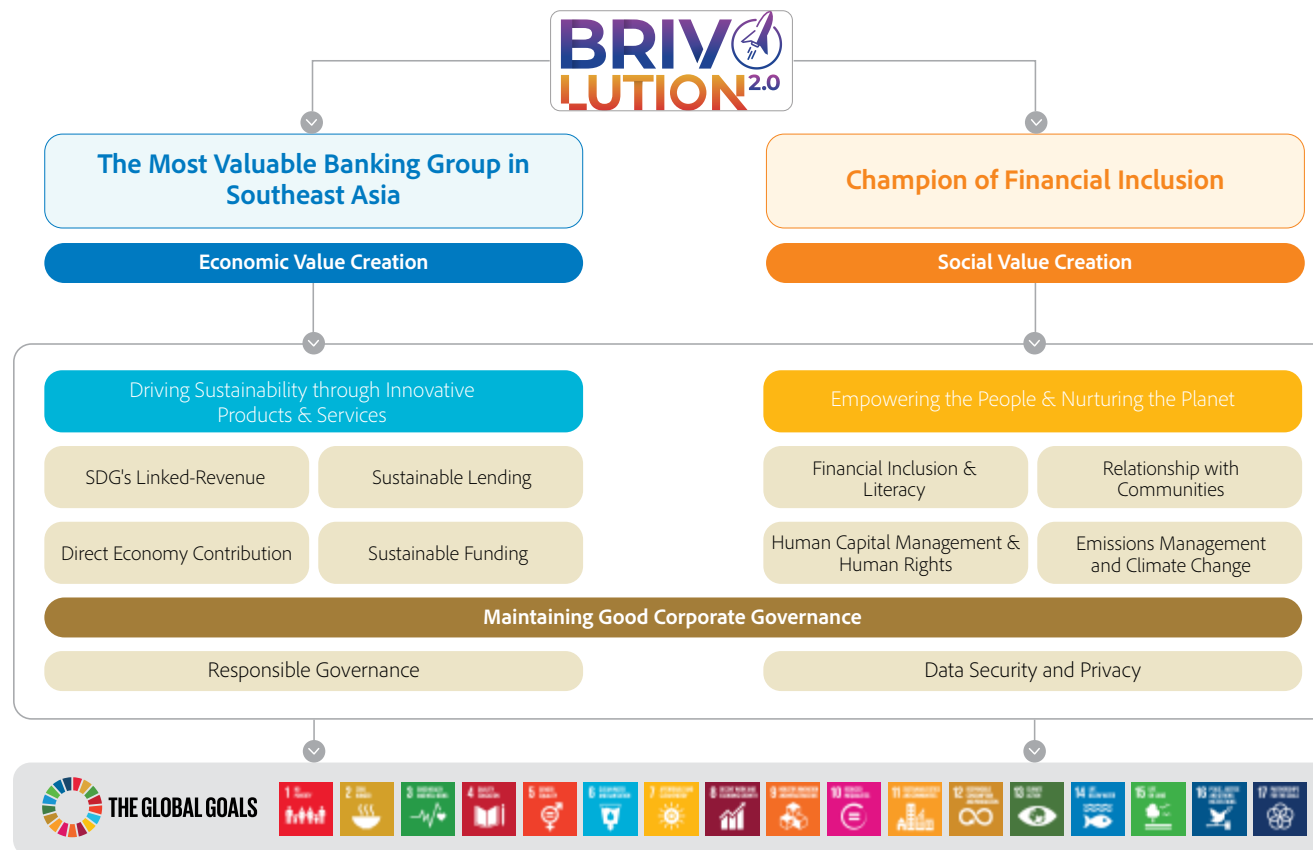 BRIVO
LUTION 2.0
The Most Valuable Banking Group in
Southeast Asia
Economic Value Creation
Champion of Financial Inclusion
Social Value Creation
Driving Sustainability through Innovative
Products & Services
SDG's Linked-Revenue
Sustainable Lending
Direct Economy Contribution
Sustainable Funding
Empowering the People & Nurturing the Planet
Financial Inclusion &
Literacy
Relationship with
Communities
Human Capital Management &
Human Rights
Emissions Management
and Climate Change
Maintaining Good Corporate Governance
Responsible Governance
Data Security and Privacy
THE GLOBAL GOALS
1
2
3
4
5
6
7
8
9
10
11
12
13
14
15
16
17